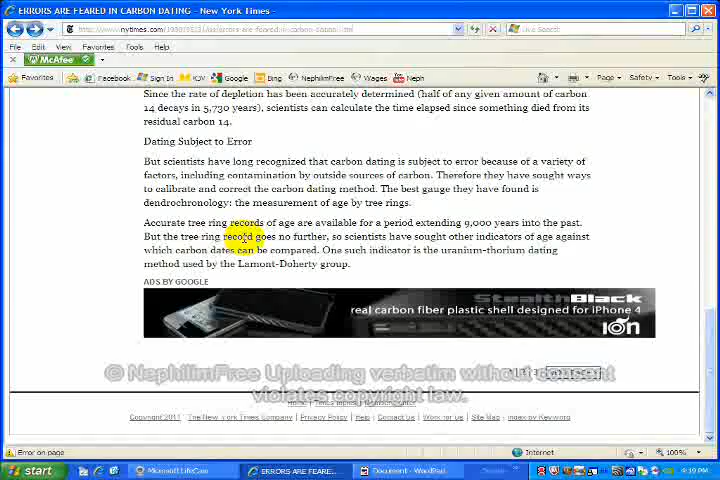 ERRORS ARE FEARED IN CARBON DATING - New York Times -
File Edit View Favorites Tools Help
McAfee
Favorites Facebook Sign In Google Bing NephilimFree Wages Neph Page Safety Tools
Live Search
Since the rate of depletion has been accurately determined (half of any given amount of carbon
14 decays in 5,730 years), scientists can calculate the time elapsed since something died from its
residual carbon 14.
Dating Subject to Error
But scientists have long recognized that carbon dating is subject to error because of a variety of
factors, including contamination by outside sources of carbon. Therefore they have sought ways
to calibrate and correct the carbon dating method. The best gauge they have found is
dendrochronology: the measurement of age by tree rings.
Accurate tree ring records of age are available for a period extending 9,000 years into the past.
But the tree ring record goes no further, so scientists have sought other indicators of age against
which carbon dates can be compared. One such indicator is the uranium-thorium dating
method used by the Lamont-Doherty group.
ADS BY GOOGLE
StealthBlack
real carbon fiber plastic shell designed for iPhone 4
ion
© NephilimFree Uploading verbatim without consent
violates copyright law.
Copyright 2011 The New York Times Company Privacy Policy Help Contact Us Work for Us Site Map Index by Keyword
Error on page Internet 100%
start Microsoft LifeCam ERRORS ARE FEARE... Document - WordPad 4:39 PM